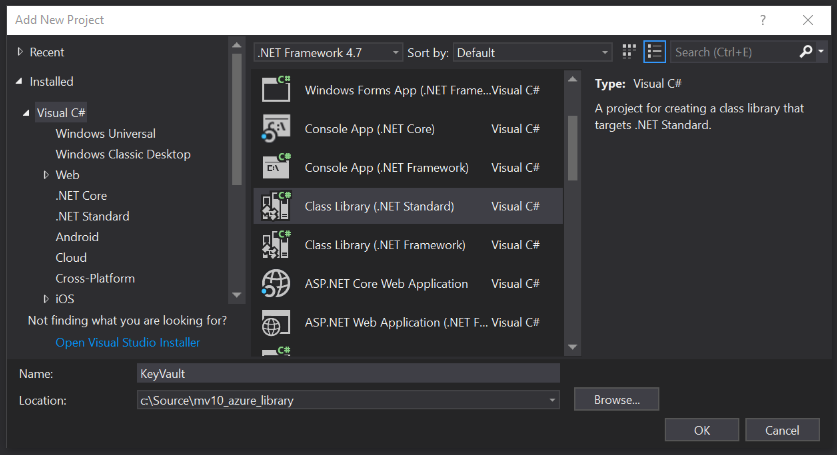 Add New Project
?
Recent
Installed
Visual C#
Windows Universal
Windows Classic Desktop
Web
.NET Core
.NET Standard
Android
Cloud
Cross-Platform
iOS
Not finding what you are looking for?
Open Visual Studio Installer
.NET Framework 4.7
Sort by: Default
Search (Ctrl+E)
Windows Forms App (.NET Frame... Visual C#
Console App (.NET Core) Visual C#
Console App (.NET Framework) Visual C#
Class Library (.NET Standard) Visual C#
Class Library (.NET Framework) Visual C#
ASP.NET Core Web Application Visual C#
ASP.NET Web Application (.NET F... Visual C#
Type: Visual C#
A project for creating a class library that
targets .NET Standard.
Name: KeyVault
Location: c:\Source\mv10_azure_library
Browse...
OK Cancel